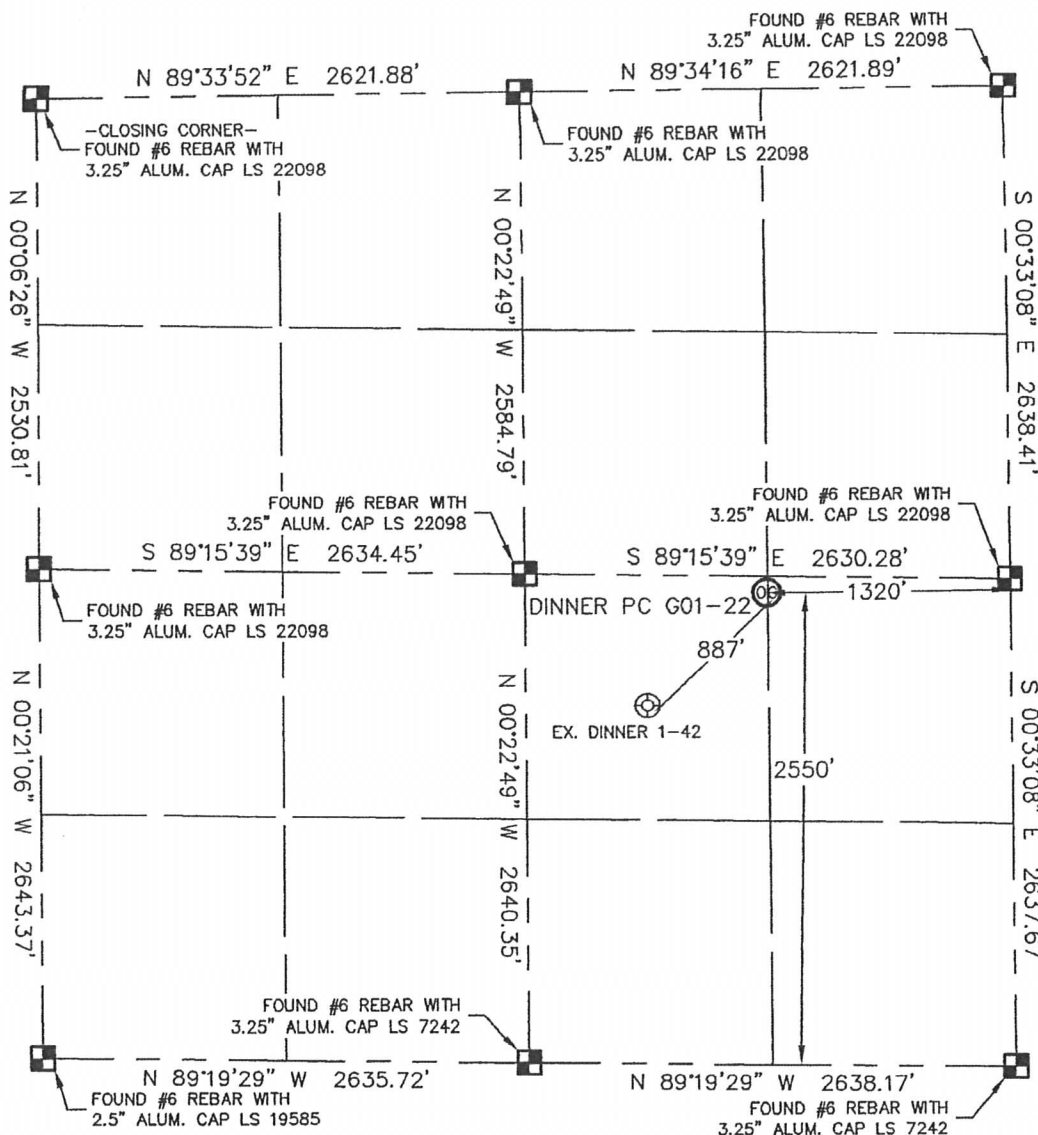 FOUND #6 REBAR WITH
3.25" ALUM. CAP LS 22098
N 89°33'52" E 2621.88'
N 89°34'16" E 2621.89'
-CLOSING CORNER-
FOUND #6 REBAR WITH
3.25" ALUM. CAP LS 22098
FOUND #6 REBAR WITH
3.25" ALUM. CAP LS 22098
N 00°06'26" W 2530.81'
N 00°22'49" W 2584.79'
S 00°33'08" E 2638.41'
FOUND #6 REBAR WITH
3.25" ALUM. CAP LS 22098
FOUND #6 REBAR WITH
3.25" ALUM. CAP LS 22098
S 89°15'39" E 2634.45'
S 89°15'39" E 2630.28'
FOUND #6 REBAR WITH
3.25" ALUM. CAP LS 22098
DINNER PC G01-22
1320'
887'
EX. DINNER 1-42
2550'
N 00°21'06" W 2643.37'
N 00°22'49" W 2640.35'
S 00°33'08" E 2637.67'
FOUND #6 REBAR WITH
3.25" ALUM. CAP LS 7242
N 89°19'29" W 2635.72'
N 89°19'29" W 2638.17'
FOUND #6 REBAR WITH
2.5" ALUM. CAP LS 19585
FOUND #6 REBAR WITH
3.25" ALUM. CAP LS 7242